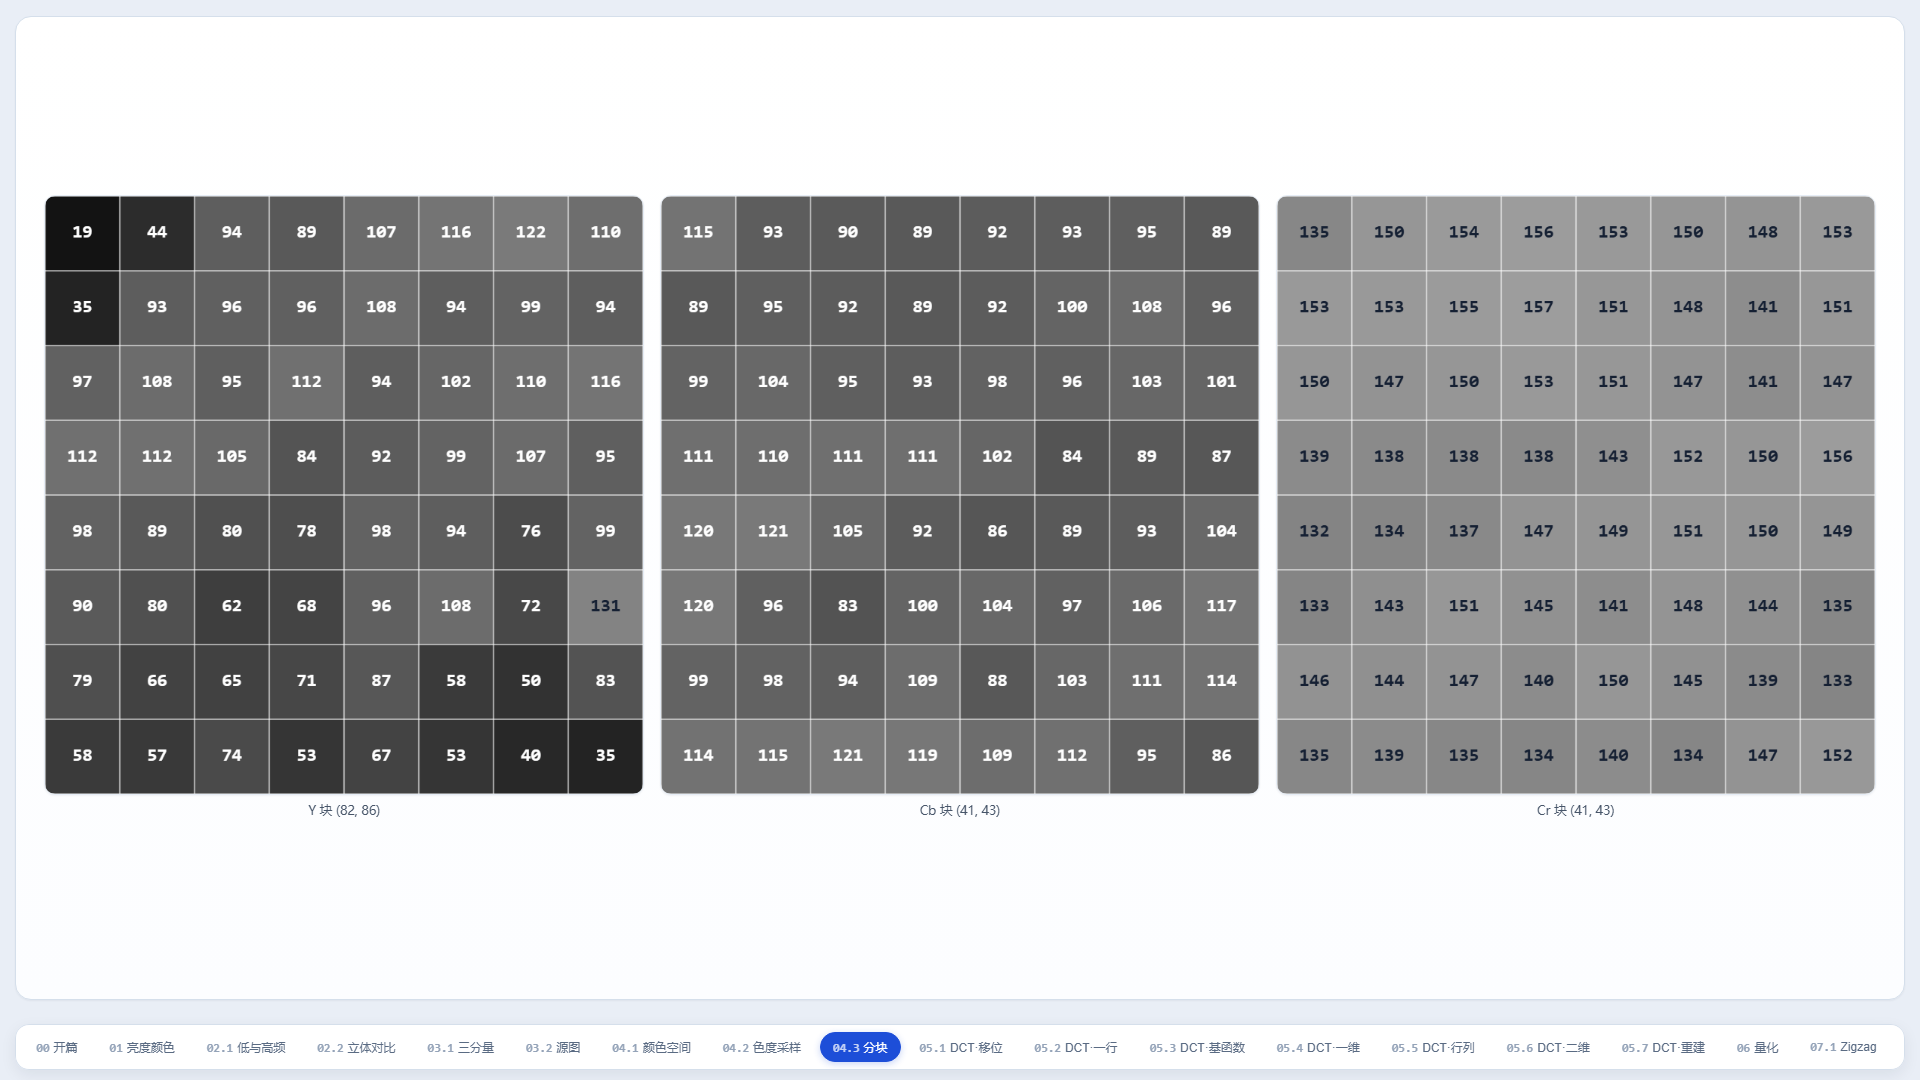 19 44 94 89 107 116 122 110
35 93 96 96 108 94 99 94
97 108 95 112 94 102 110 116
112 112 105 84 92 99 107 95
98 89 80 78 98 94 76 99
90 80 62 68 96 108 72 131
79 66 65 71 87 58 50 83
58 57 74 53 67 53 40 35
Y 块 (82, 86)
115 93 90 89 92 93 95 89
89 95 92 89 92 100 108 96
99 104 95 93 98 96 103 101
111 110 111 111 102 84 89 87
120 121 105 92 86 89 93 104
120 96 83 100 104 97 106 117
99 98 94 109 88 103 111 114
114 115 121 119 109 112 95 86
Cb 块 (41, 43)
135 150 154 156 153 150 148 153
153 153 155 157 151 148 141 151
150 147 150 153 151 147 141 147
139 138 138 138 143 152 150 156
132 134 137 147 149 151 150 149
133 143 151 145 141 148 144 135
146 144 147 140 150 145 139 133
135 139 135 134 140 134 147 152
Cr 块 (41, 43)
00 开篇 01 亮度颜色 02.1 低与高频 02.2 立体对比 03.1 三分量 03.2 源图 04.1 颜色空间 04.2 色度采样 04.3 分块 05.1 DCT·移位 05.2 DCT·一行 05.3 DCT·基函数 05.4 DCT·一维 05.5 DCT·行列 05.6 DCT·二维 05.7 DCT·重建 06 量化 07.1 Zigzag